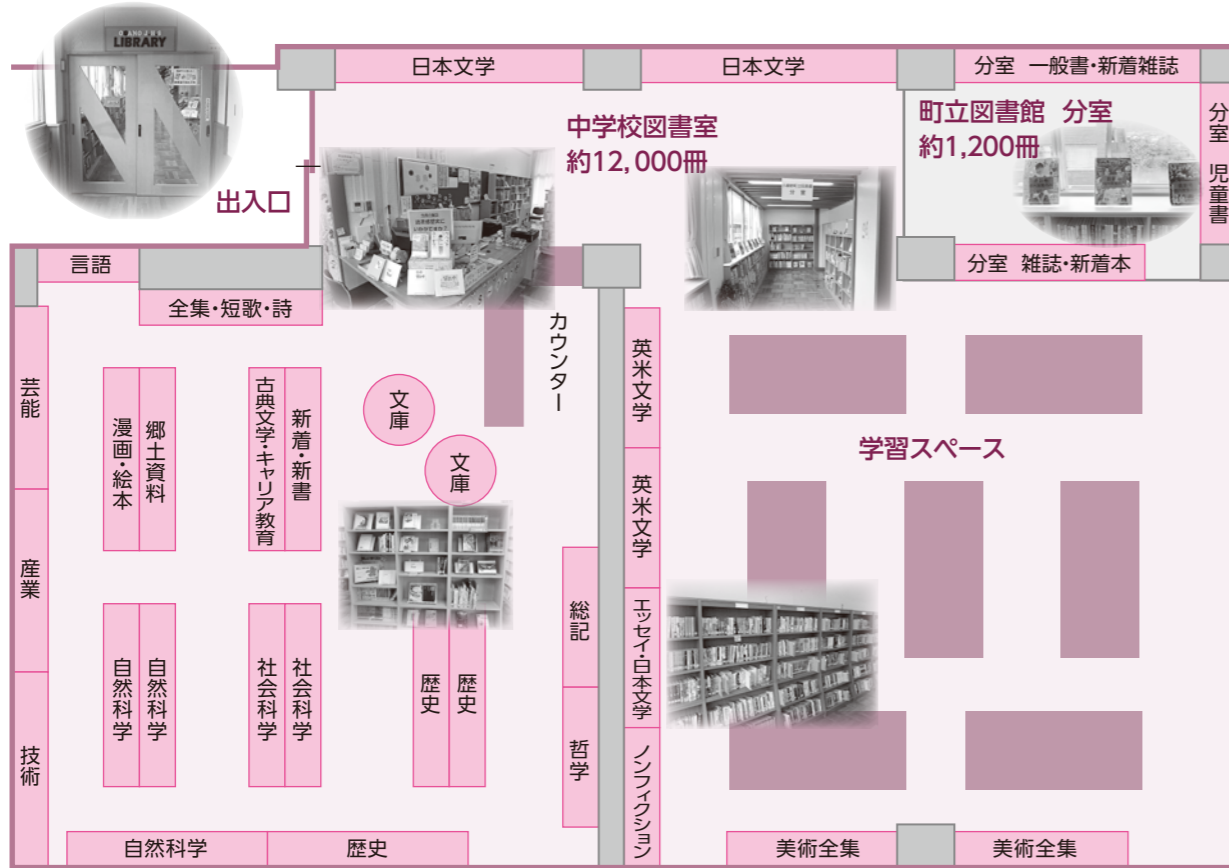 LIBRARY
日本文学
日本文学
分室 一般書・新着雑誌
中学校図書室
約12,000冊
町立図書館 分室
約1,200冊
分室 児童書
出入口
分室
言語
分室 雑誌・新着本
全集・短歌・詩
カウンター
芸能
漫画・絵本
郷土資料
古典文学・キャリア教育
新着・新書
文庫
文庫
英米文学
学習スペース
英米文学
産業
総記
エッセイ・日本文学
自然科学
自然科学
社会科学
社会科学
歴史
歴史
技術
哲学
ノンフィクション
自然科学
歴史
美術全集
美術全集